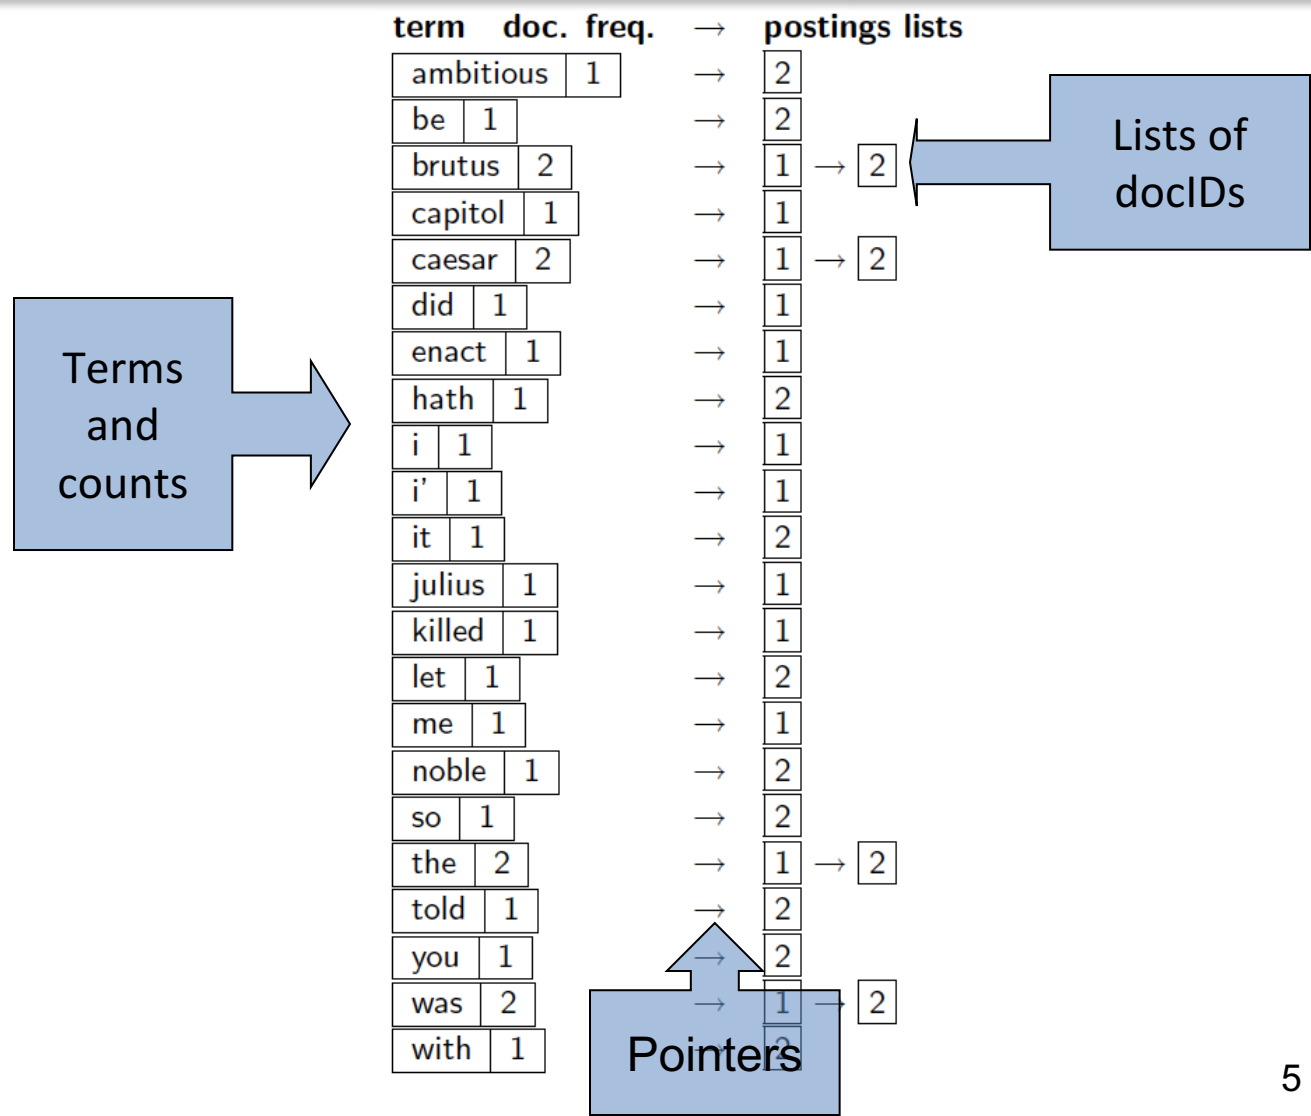 term doc. freq. → postings lists
ambitious 1 → 2
be 1 → 2
brutus 2 → 1 → 2
capitol 1 → 1
caesar 2 → 1 → 2
did 1 → 1
enact 1 → 1
hath 1 → 2
i 1 → 1
i' 1 → 1
it 1 → 2
julius 1 → 1
killed 1 → 1
let 1 → 2
me 1 → 1
noble 1 → 2
so 1 → 2
the 2 → 1 → 2
told 1 → 2
you 1 → 2
was 2 → 1 → 2
with 1 → 2
Lists of
docIDs
Terms
and
counts
Pointers
5